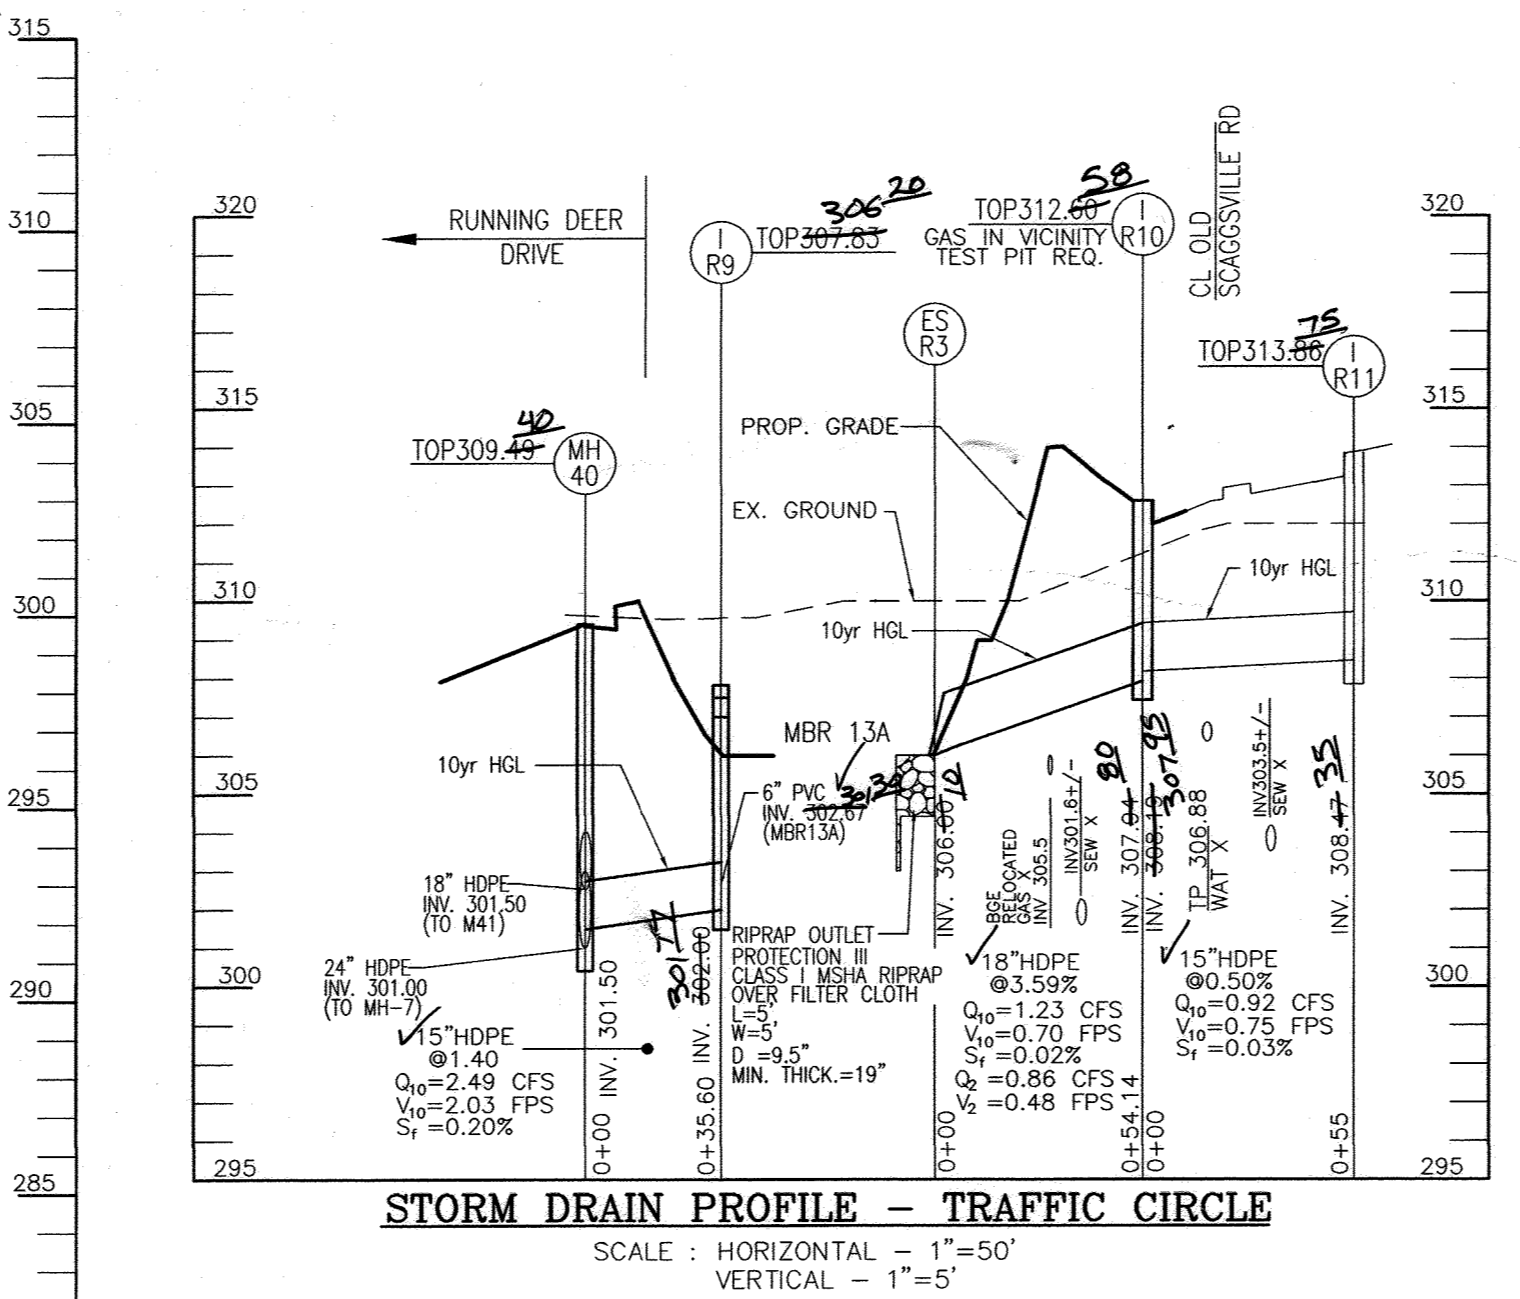 315
310
305
300
295
290
285
320
315
310
305
300
295
320
315
310
305
300
295
RUNNING DEER
DRIVE
I
R9
306 20
TOP307.83
58
TOP312.60
GAS IN VICINITY
TEST PIT REQ.
I
R10
CL OLD
SCAGGSVILLE RD
ES
R3
75
TOP313.86
I
R11
40
TOP309.49
MH
40
PROP. GRADE
EX. GROUND
10yr HGL
10yr HGL
10yr HGL
MBR 13A
6" PVC
INV. 302.67
301.34
(MBR13A)
18" HDPE
INV. 301.50
(TO M41)
24" HDPE
INV. 301.00
(TO MH-7)
15"HDPE
@1.40
Q10=2.49 CFS
V10=2.03 FPS
Sf =0.20%
0+00 INV. 301.50
301.77
0+35.60 INV. 302.00
RIPRAP OUTLET
PROTECTION III
CLASS I MSHA RIPRAP
OVER FILTER CLOTH
L=5'
W=5'
D =9.5"
MIN. THICK.=19"
INV. 306.00
10
0+00
BGE
RELOCATED
GAS X
INV 305.5
INV301.6+/-
SEW X
18"HDPE
@3.59%
Q10=1.23 CFS
V10=0.70 FPS
Sf =0.02%
Q2 =0.86 CFS
V2 =0.48 FPS
80
INV. 307.94
0+54.14
307.95
INV. 308.19
0+00
TP 306.88
WAT X
15"HDPE
@0.50%
Q10=0.92 CFS
V10=0.75 FPS
Sf =0.03%
INV303.5+/-
SEW X
35
INV. 308.47
0+55
STORM DRAIN PROFILE – TRAFFIC CIRCLE
SCALE : HORIZONTAL – 1"=50'
VERTICAL – 1"=5'